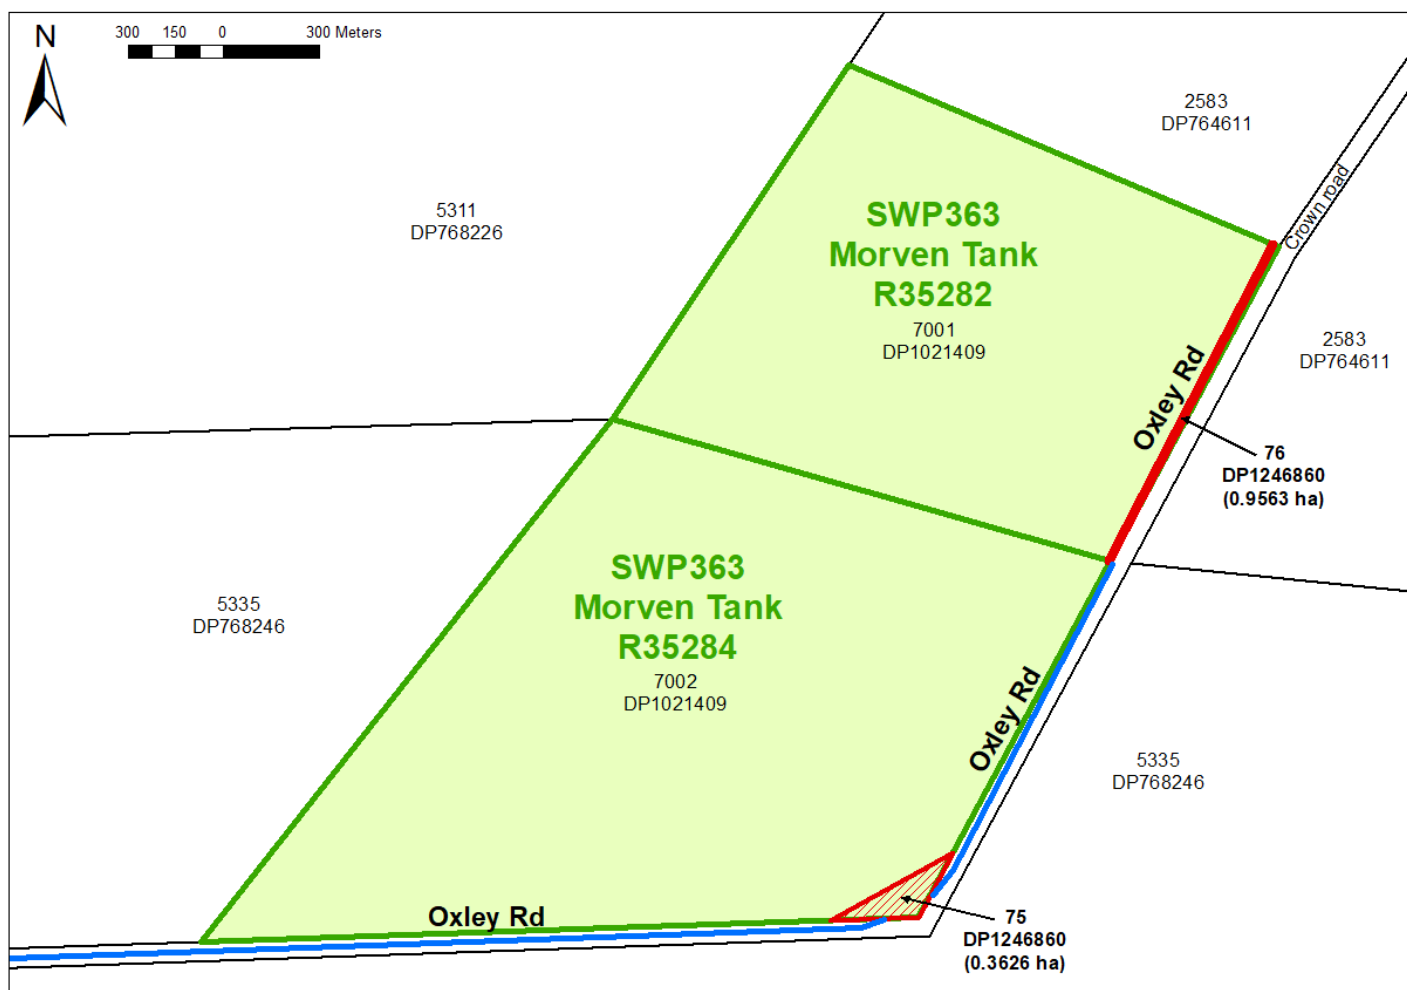 N
300 150 0 300 Meters
2583
DP764611
Crown road
5311
DP768226
SWP363
Morven Tank
R35282
7001
DP1021409
2583
DP764611
Oxley Rd
76
DP1246860
(0.9563 ha)
SWP363
Morven Tank
R35284
7002
DP1021409
5335
DP768246
Oxley Rd
5335
DP768246
Oxley Rd
75
DP1246860
(0.3626 ha)